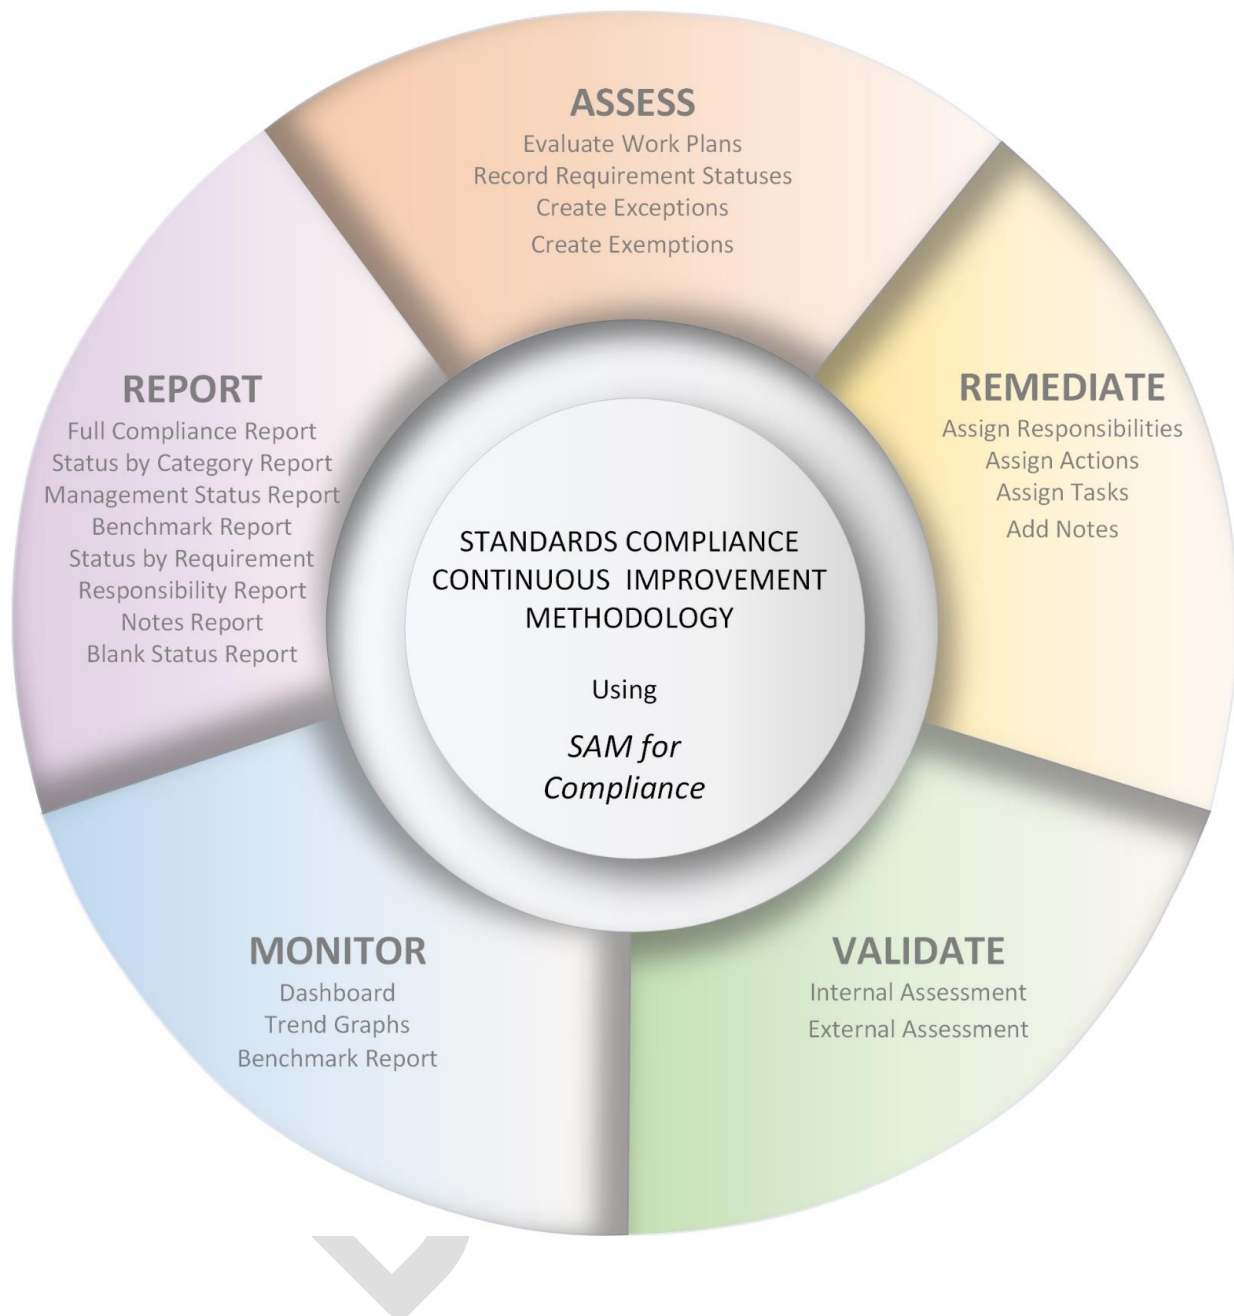 ASSESS
Evaluate Work Plans
Record Requirement Statuses
Create Exceptions
Create Exemptions
REMEDIATE
Assign Responsibilities
Assign Actions
Assign Tasks
Add Notes
VALIDATE
Internal Assessment
External Assessment
MONITOR
Dashboard
Trend Graphs
Benchmark Report
REPORT
Full Compliance Report
Status by Category Report
Management Status Report
Benchmark Report
Status by Requirement
Responsibility Report
Notes Report
Blank Status Report
STANDARDS COMPLIANCE
CONTINUOUS IMPROVEMENT
METHODOLOGY
Using
SAM for
Compliance